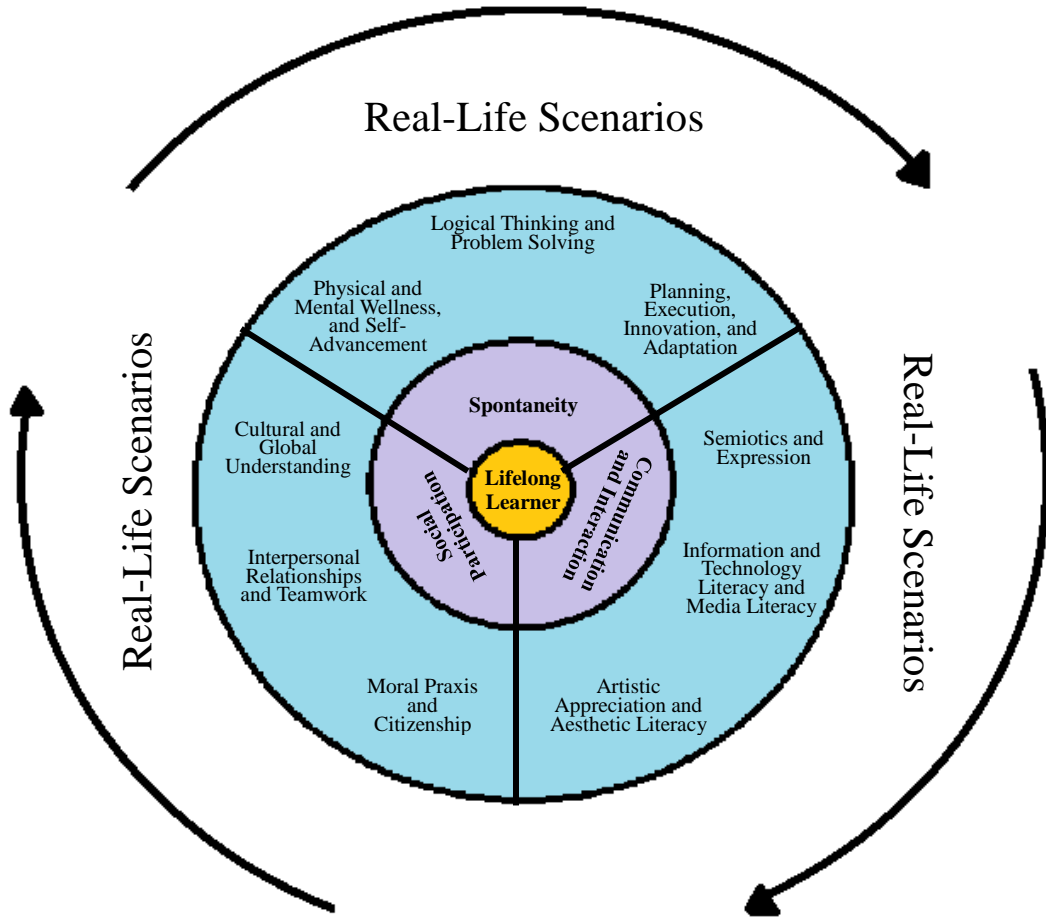 Real-Life Scenarios
Logical Thinking and
Problem Solving
Physical and
Mental Wellness,
and Self-
Advancement
Planning,
Execution,
Innovation, and
Adaptation
Spontaneity
Cultural and
Global
Understanding
Semiotics and
Expression
Lifelong
Learner
Social
Participation
Communication
and Interaction
Real-Life Scenarios
Real-Life Scenarios
Interpersonal
Relationships
and Teamwork
Information and
Technology
Literacy and
Media Literacy
Moral Praxis
and
Citizenship
Artistic
Appreciation and
Aesthetic Literacy